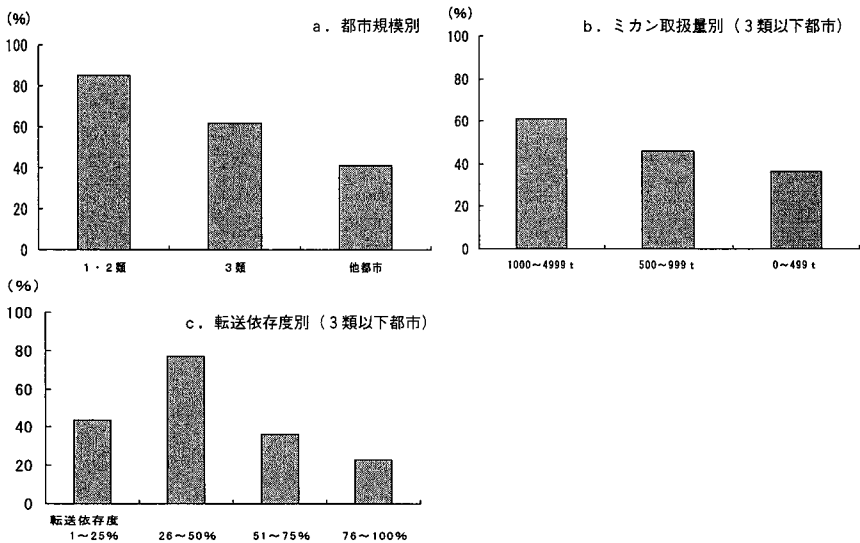 (%)
a．都市規模別
100
80
60
40
20
0
1・2類
3類
他都市
(%)
b．ミカン取扱量別（3類以下都市）
100
80
60
40
20
0
1000～4999 t
500～999 t
0～499 t
(%)
c．転送依存度別（3類以下都市）
100
80
60
40
20
0
転送依存度
1～25%
26～50%
51～75%
76～100%